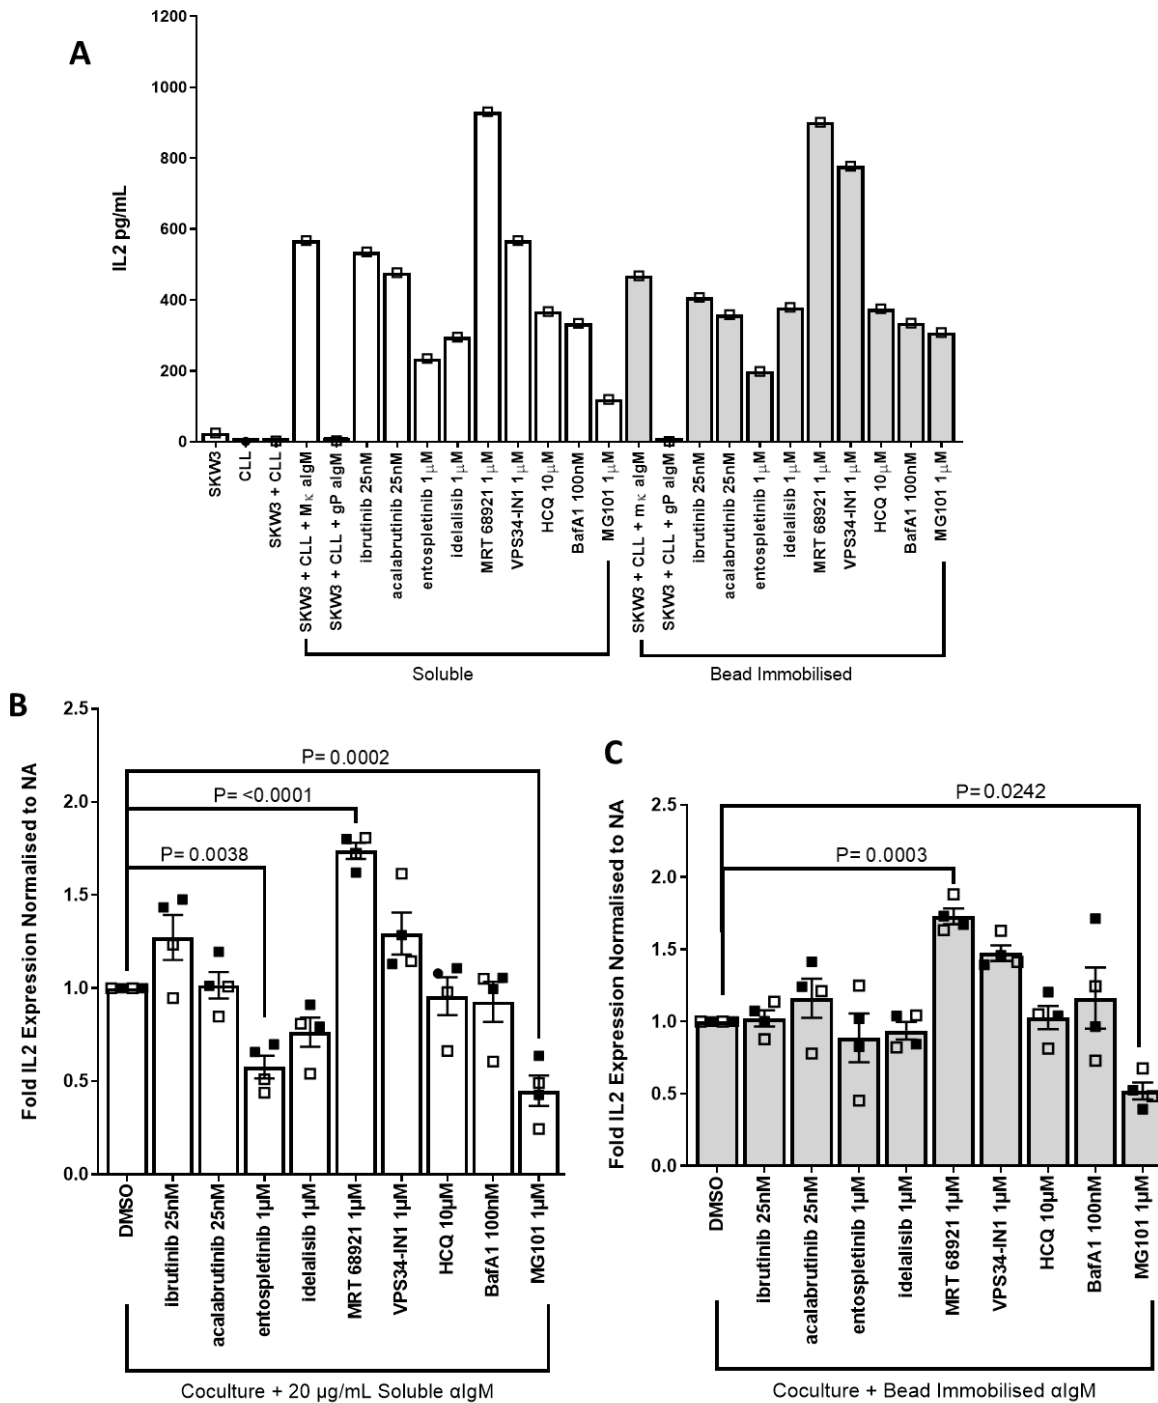 A
1200
1000
800
600
400
200
0
IL2 pg/mL
SKW3
CLL
SKW3 + CLL
SKW3 + CLL + Mκ αIgM
SKW3 + CLL + gP αIgM
ibrutinib 25nM
acalabrutinib 25nM
entospletinib 1μM
idelalisib 1μM
MRT 68921 1μM
VPS34-IN1 1μM
HCQ 10μM
BafA1 100nM
MG101 1μM
SKW3 + CLL + mκ αIgM
SKW3 + CLL + gP αIgM
ibrutinib 25nM
acalabrutinib 25nM
entospletinib 1μM
idelalisib 1μM
MRT 68921 1μM
VPS34-IN1 1μM
HCQ 10μM
BafA1 100nM
MG101 1μM
Soluble
Bead Immobilised
B
2.5
2.0
1.5
1.0
0.5
0.0
Fold IL2 Expression Normalised to NA
P= 0.0002
P= <0.0001
P= 0.0038
DMSO
ibrutinib 25nM
acalabrutinib 25nM
entospletinib 1μM
idelalisib 1μM
MRT 68921 1μM
VPS34-IN1 1μM
HCQ 10μM
BafA1 100nM
MG101 1μM
Coculture + 20 μg/mL Soluble αIgM
C
2.5
2.0
1.5
1.0
0.5
0.0
Fold IL2 Expression Normalised to NA
P= 0.0242
P= 0.0003
DMSO
ibrutinib 25nM
acalabrutinib 25nM
entospletinib 1μM
idelalisib 1μM
MRT 68921 1μM
VPS34-IN1 1μM
HCQ 10μM
BafA1 100nM
MG101 1μM
Coculture + Bead Immobilised αIgM